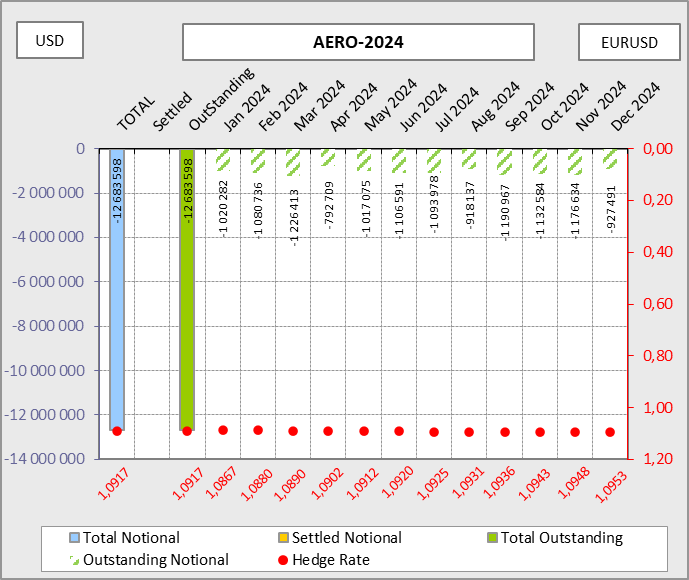 USD
AERO-2024
EURUSD
TOTAL
Settled
OutStanding
Jan 2024
Feb 2024
Mar 2024
Apr 2024
May 2024
Jun 2024
Jul 2024
Aug 2024
Sep 2024
Oct 2024
Nov 2024
Dec 2024
0
-2 000 000
-4 000 000
-6 000 000
-8 000 000
-10 000 000
-12 000 000
-14 000 000
-12 683 598
-12 683 598
-1 020 282
-1 080 736
-1 226 413
-792 709
-1 017 075
-1 106 591
-1 093 978
-918 137
-1 190 967
-1 132 584
-1 176 634
-927 491
0,00
0,20
0,40
0,60
0,80
1,00
1,20
1,0917
1,0917
1,0867
1,0880
1,0890
1,0902
1,0912
1,0920
1,0925
1,0931
1,0936
1,0943
1,0948
1,0953
Total Notional
Settled Notional
Total Outstanding
Outstanding Notional
Hedge Rate